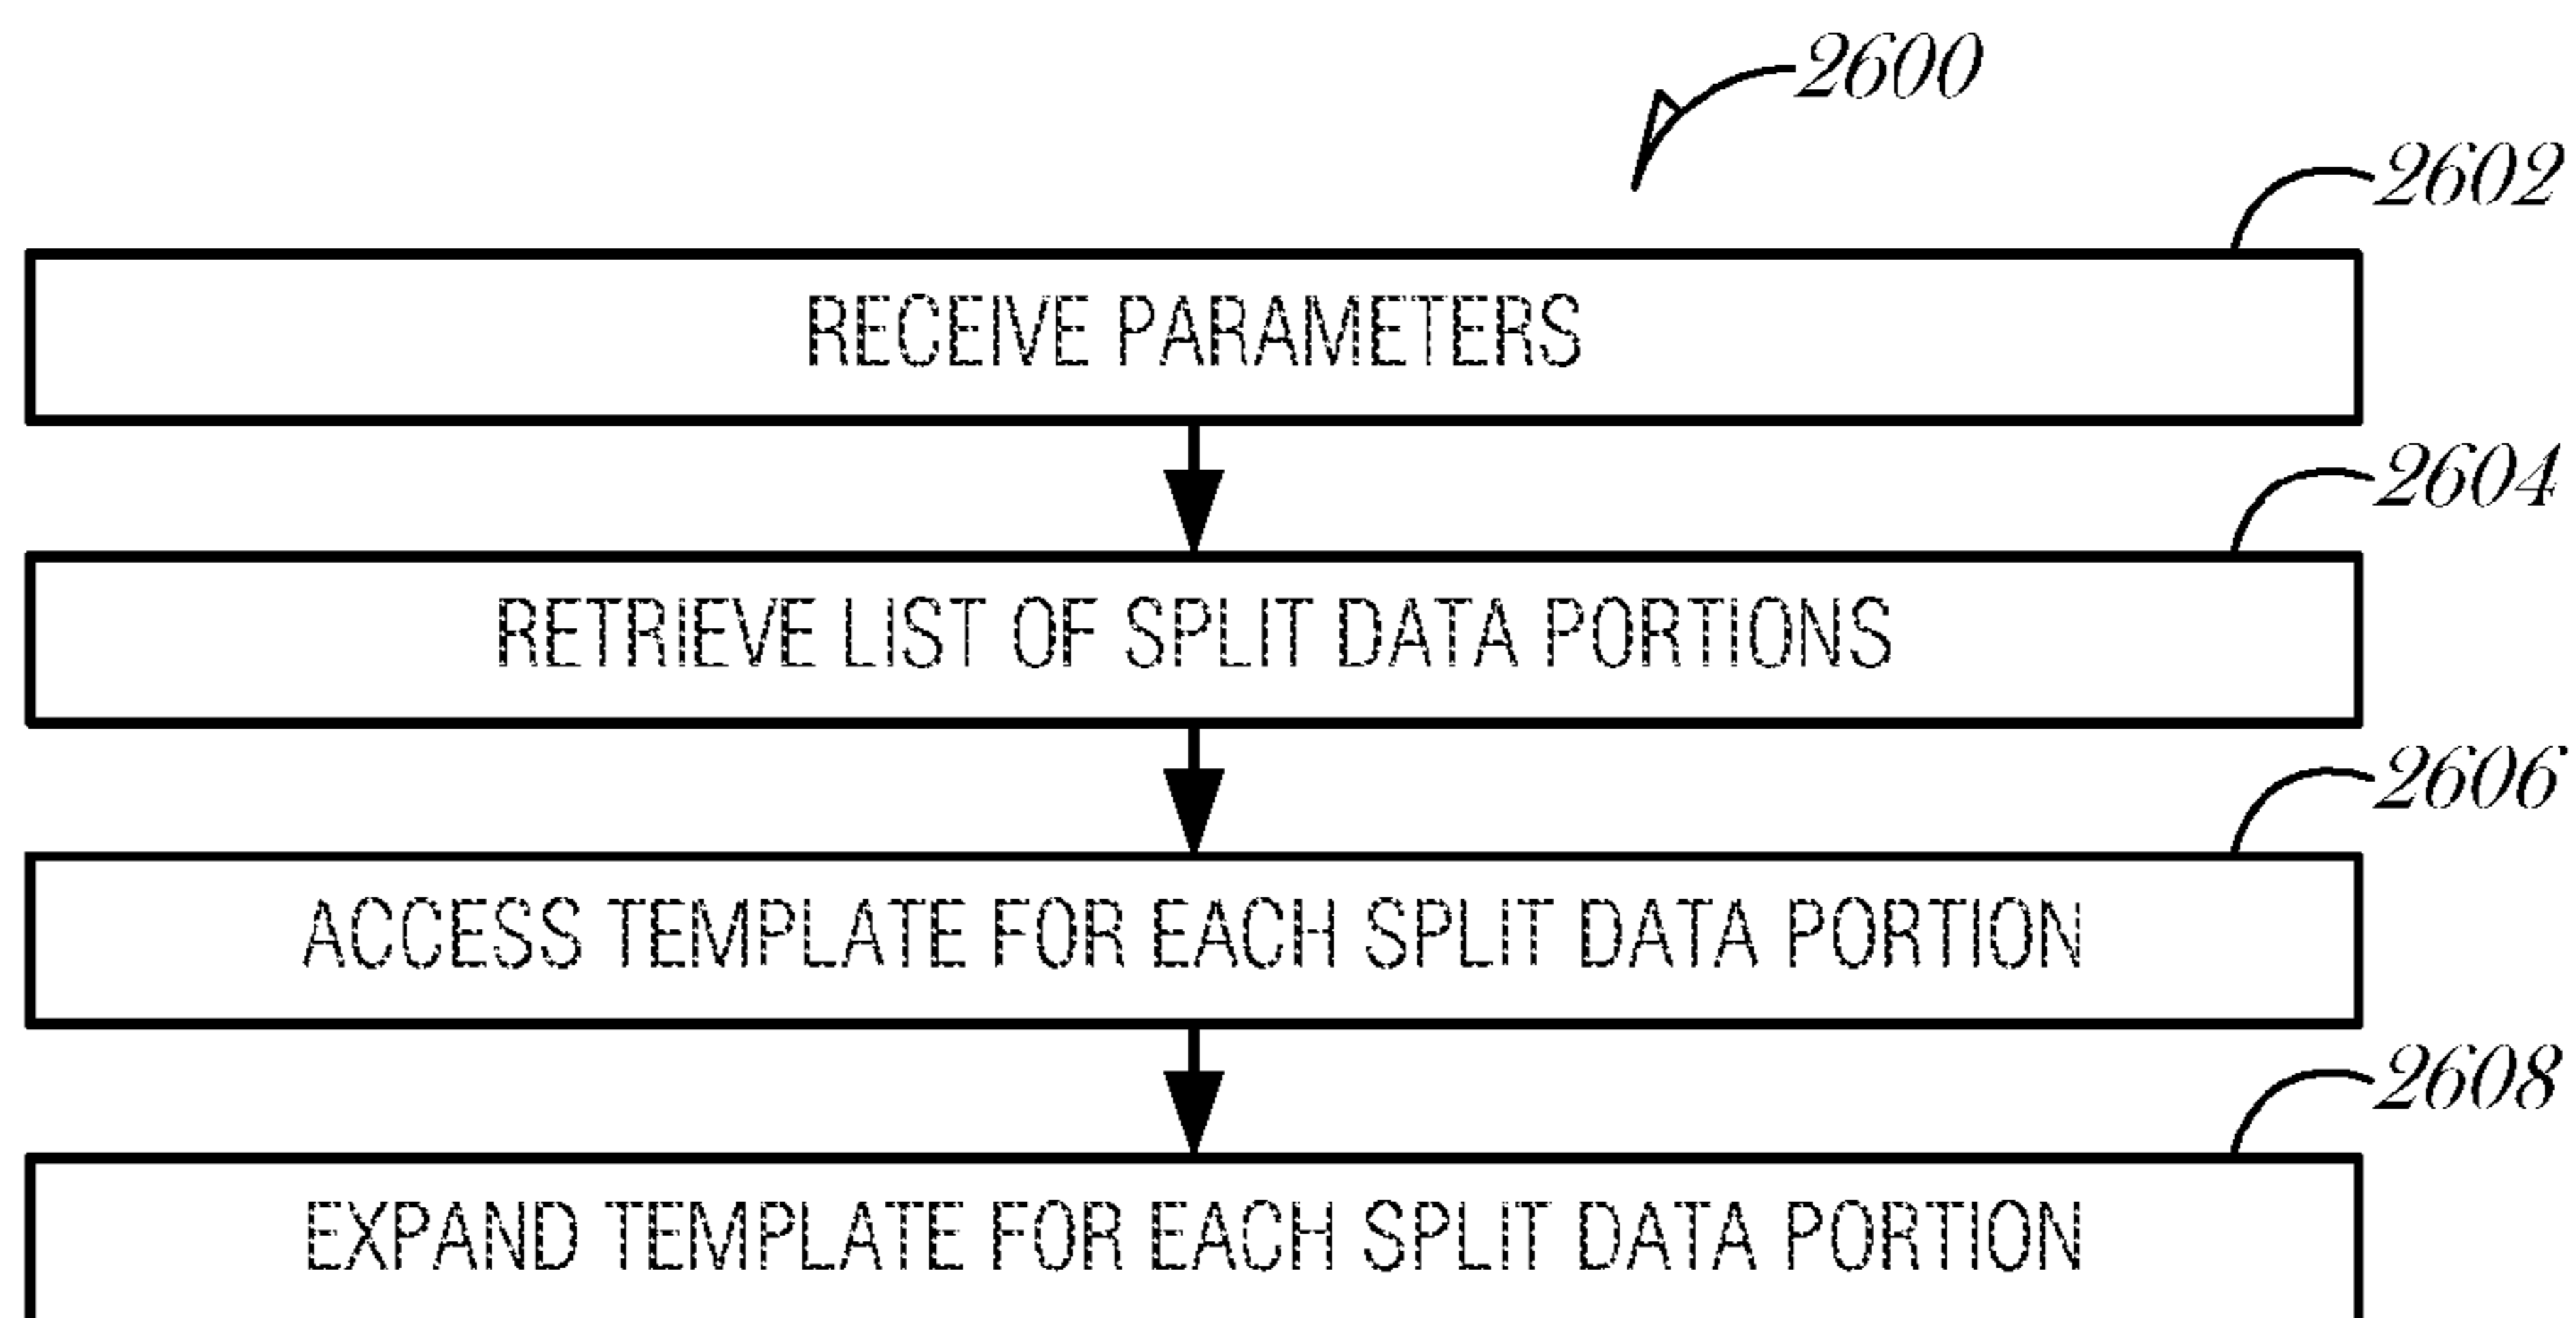 2600
2602
RECEIVE PARAMETERS
2604
RETRIEVE LIST OF SPLIT DATA PORTIONS
2606
ACCESS TEMPLATE FOR EACH SPLIT DATA PORTION
2608
EXPAND TEMPLATE FOR EACH SPLIT DATA PORTION